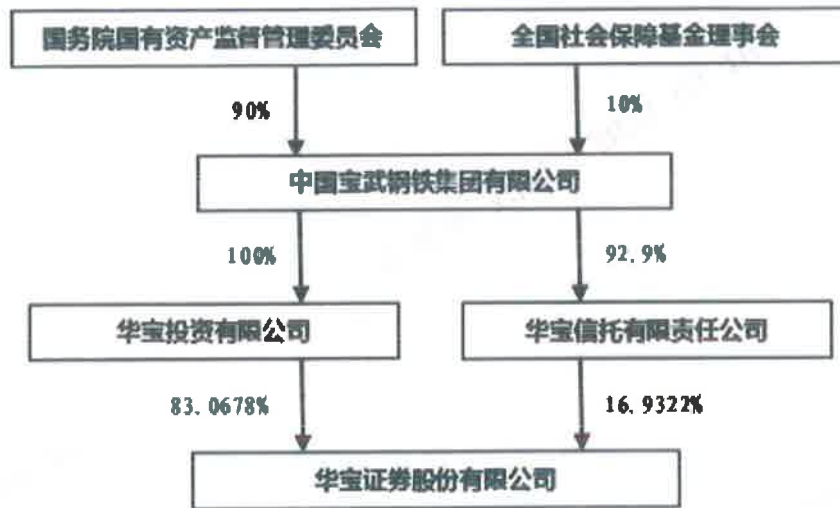 国务院国有资产监督管理委员会
全国社会保障基金理事会
90%
10%
中国宝武钢铁集团有限公司
100%
92.9%
华宝投资有限公司
华宝信托有限责任公司
83.0678%
16.9322%
华宝证券股份有限公司